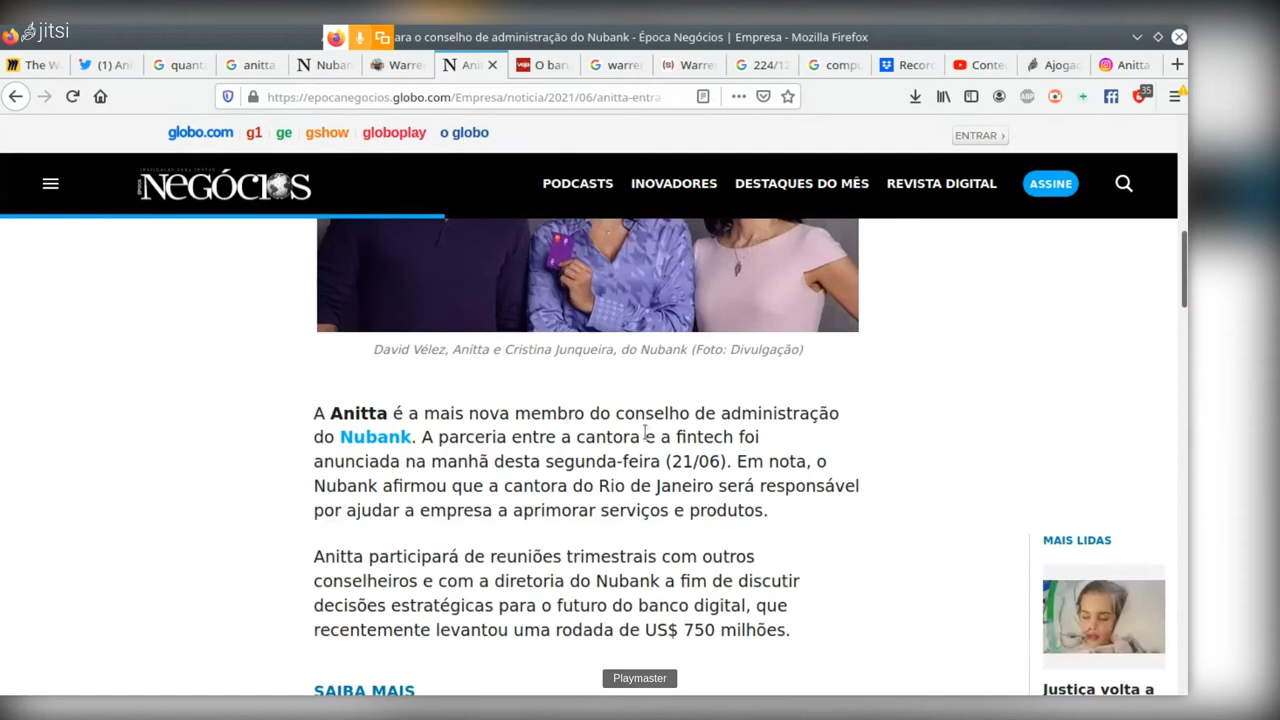 jitsi
ara o conselho de administração do Nubank - Época Negócios | Empresa - Mozilla Firefox
The W
(1) Ani
quant
anitta
Nubar
Warre
Ani
O ban
warre
Warre
224/1
comp
Recor
Conte
Ajoga
Anitta
https://epocanegocios.globo.com/Empresa/noticia/2021/06/anitta-entra-
ABP
35
globo.com
g1
ge
gshow
globoplay
o globo
ENTRAR ›
ÉPOCA NEGÓCIOS
PODCASTS
INOVADORES
DESTAQUES DO MÊS
REVISTA DIGITAL
ASSINE
David Vélez, Anitta e Cristina Junqueira, do Nubank (Foto: Divulgação)
A Anitta é a mais nova membro do conselho de administração
do Nubank. A parceria entre a cantora e a fintech foi
anunciada na manhã desta segunda-feira (21/06). Em nota, o
Nubank afirmou que a cantora do Rio de Janeiro será responsável
por ajudar a empresa a aprimorar serviços e produtos.
Anitta participará de reuniões trimestrais com outros
conselheiros e com a diretoria do Nubank a fim de discutir
decisões estratégicas para o futuro do banco digital, que
recentemente levantou uma rodada de US$ 750 milhões.
SAIBA MAIS
MAIS LIDAS
Justiça volta a
Playmaster